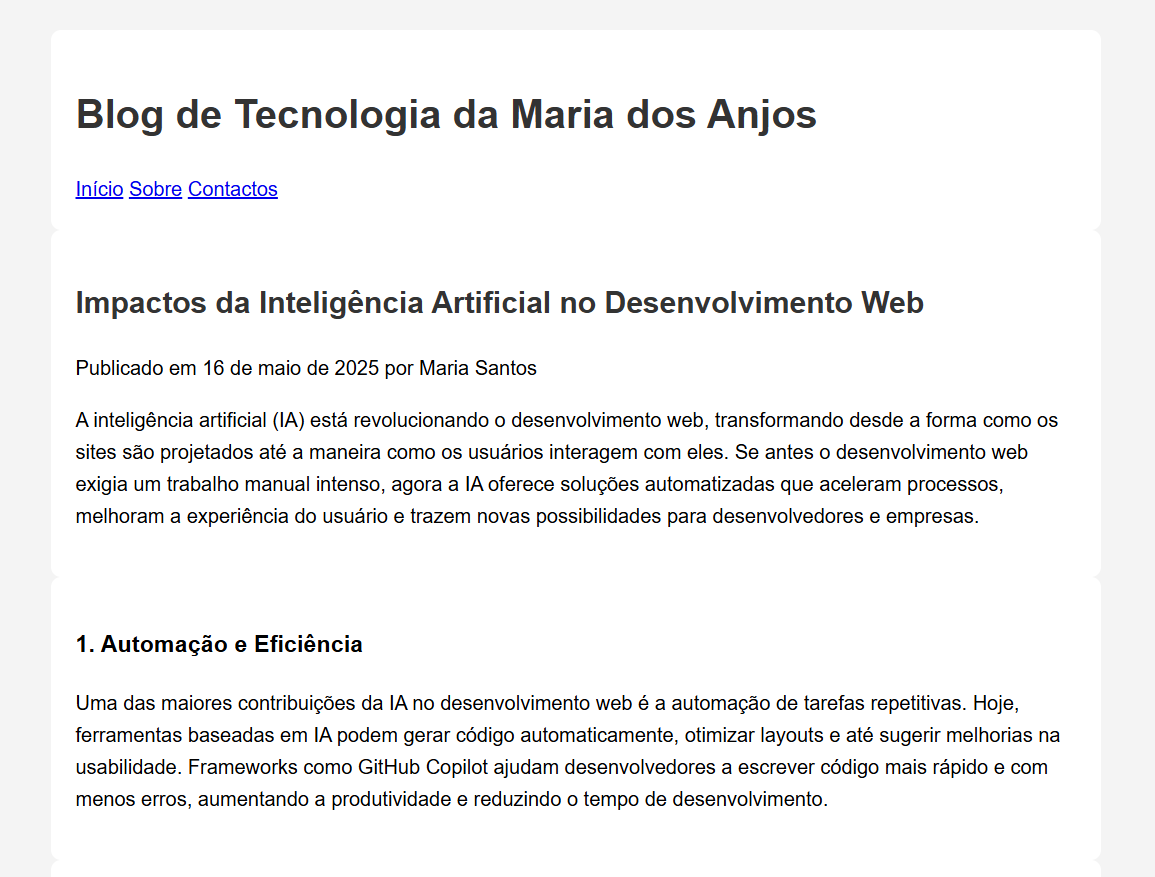 Blog de Tecnologia da Maria dos Anjos
Início Sobre Contactos
Impactos da Inteligência Artificial no Desenvolvimento Web
Publicado em 16 de maio de 2025 por Maria Santos
A inteligência artificial (IA) está revolucionando o desenvolvimento web, transformando desde a forma como os
sites são projetados até a maneira como os usuários interagem com eles. Se antes o desenvolvimento web
exigia um trabalho manual intenso, agora a IA oferece soluções automatizadas que aceleram processos,
melhoram a experiência do usuário e trazem novas possibilidades para desenvolvedores e empresas.
1. Automação e Eficiência
Uma das maiores contribuições da IA no desenvolvimento web é a automação de tarefas repetitivas. Hoje,
ferramentas baseadas em IA podem gerar código automaticamente, otimizar layouts e até sugerir melhorias na
usabilidade. Frameworks como GitHub Copilot ajudam desenvolvedores a escrever código mais rápido e com
menos erros, aumentando a produtividade e reduzindo o tempo de desenvolvimento.